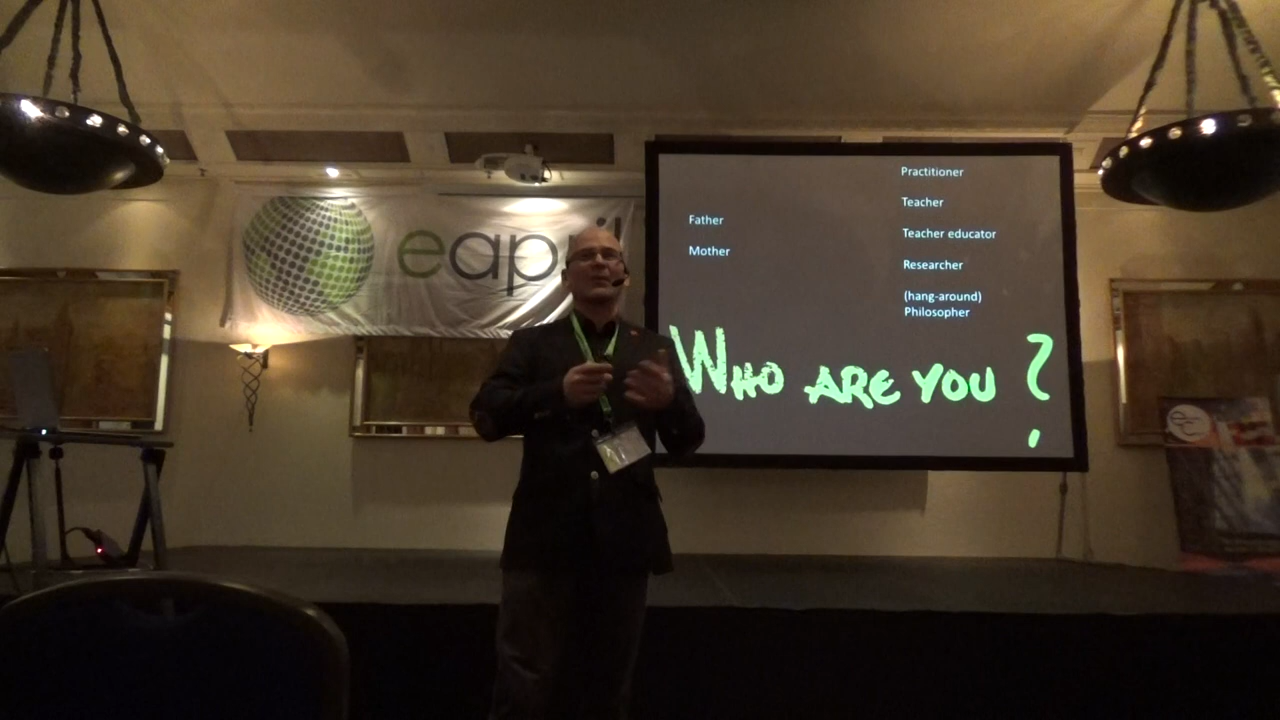 eap
Father
Mother
Practitioner
Teacher
Teacher educator
Researcher
(hang-around)
Philosopher
WHO ARE YOU ?